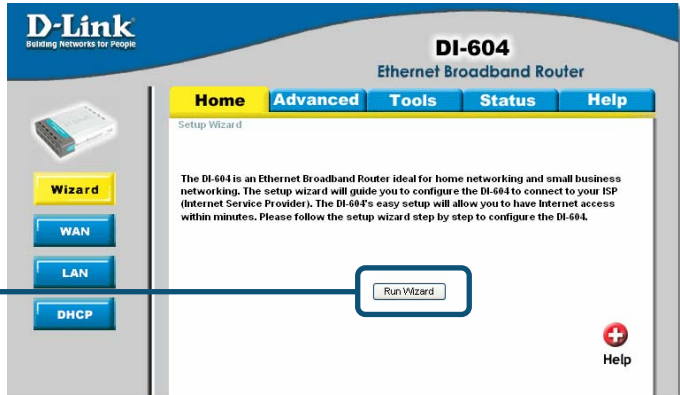 D-Link
Building Networks for People
DI-604
Ethernet Broadband Router
Home Advanced Tools Status Help
Setup Wizard
The DI-604 is an Ethernet Broadband Router ideal for home networking and small business
networking. The setup wizard will guide you to configure the DI-604 to connect to your ISP
(Internet Service Provider). The DI-604's easy setup will allow you to have Internet access
within minutes. Please follow the setup wizard step by step to configure the DI-604.
Wizard
WAN
LAN
DHCP
Run Wizard
Help